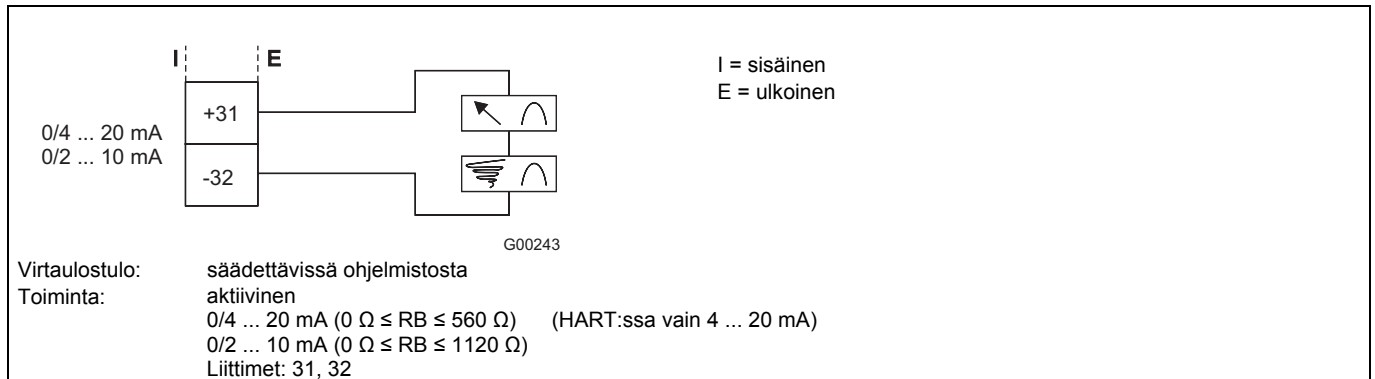 I E
I = sisäinen
E = ulkoinen
+31
0/4 ... 20 mA
0/2 ... 10 mA
-32
G00243
Virtaulostulo: säädettävissä ohjelmistosta
Toiminta: aktiivinen
0/4 ... 20 mA (0 Ω ≤ RB ≤ 560 Ω) (HART:ssa vain 4 ... 20 mA)
0/2 ... 10 mA (0 Ω ≤ RB ≤ 1120 Ω)
Liittimet: 31, 32